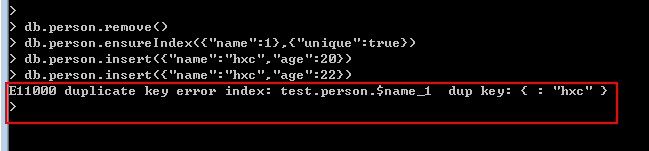 >
> db.person.remove()
> db.person.ensureIndex({"name":1},{"unique":true})
> db.person.insert({"name":"hxc","age":20})
> db.person.insert({"name":"hxc","age":22})
E11000 duplicate key error index: test.person.$name_1  dup key: { : "hxc" }
>